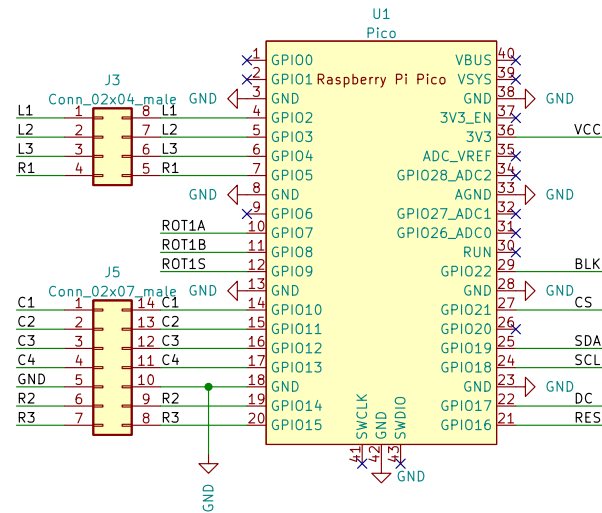 U1
Pico
Raspberry Pi Pico
J3
Conn_02x04_male
L1 1 8 L1
L2 2 7 L2
L3 3 6 L3
R1 4 5 R1
J5
Conn_02x07_male
C1 1 14 C1
C2 2 13 C2
C3 3 12 C3
C4 4 11 C4
GND 5 10
R2 6 9 R2
R3 7 8 R3
GND
1 GPIO0
2 GPIO1
GND 3 GND
4 GPIO2
5 GPIO3
6 GPIO4
7 GPIO5
GND 8 GND
9 GPIO6
ROT1A 10 GPIO7
ROT1B 11 GPIO8
ROT1S 12 GPIO9
GND 13 GND
14 GPIO10
15 GPIO11
16 GPIO12
17 GPIO13
18 GND
19 GPIO14
20 GPIO15
VBUS 40
VSYS 39
GND 38 GND
3V3_EN 37
3V3 36 VCC
ADC_VREF 35
GPIO28_ADC2 34
AGND 33 GND
GPIO27_ADC1 32
GPIO26_ADC0 31
RUN 30
GPIO22 29 BLK
GND 28 GND
GPIO21 27 CS
GPIO20 26
GPIO19 25 SDA
GPIO18 24 SCL
GND 23 GND
GPIO17 22 DC
GPIO16 21 RES
SWCLK 41
GND 42
SWDIO 43
GND